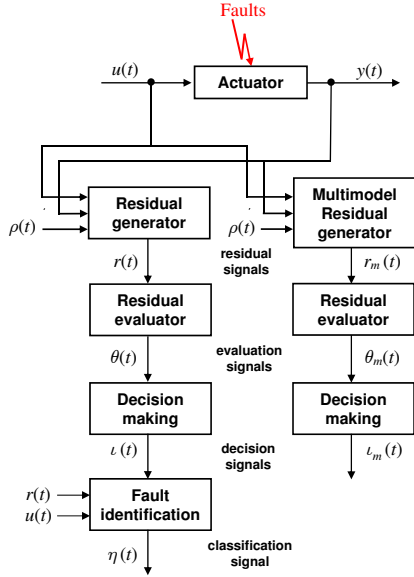 Faults
u(t)
Actuator
y(t)
Residual
generator
Multimodel
Residual
generator
ρ(t)
ρ(t)
r(t)
residual
signals
r_m(t)
Residual
evaluator
Residual
evaluator
θ(t)
evaluation
signals
θ_m(t)
Decision
making
Decision
making
ι(t)
decision
signals
ι_m(t)
r(t)
u(t)
Fault
identification
η(t)
classification
signal